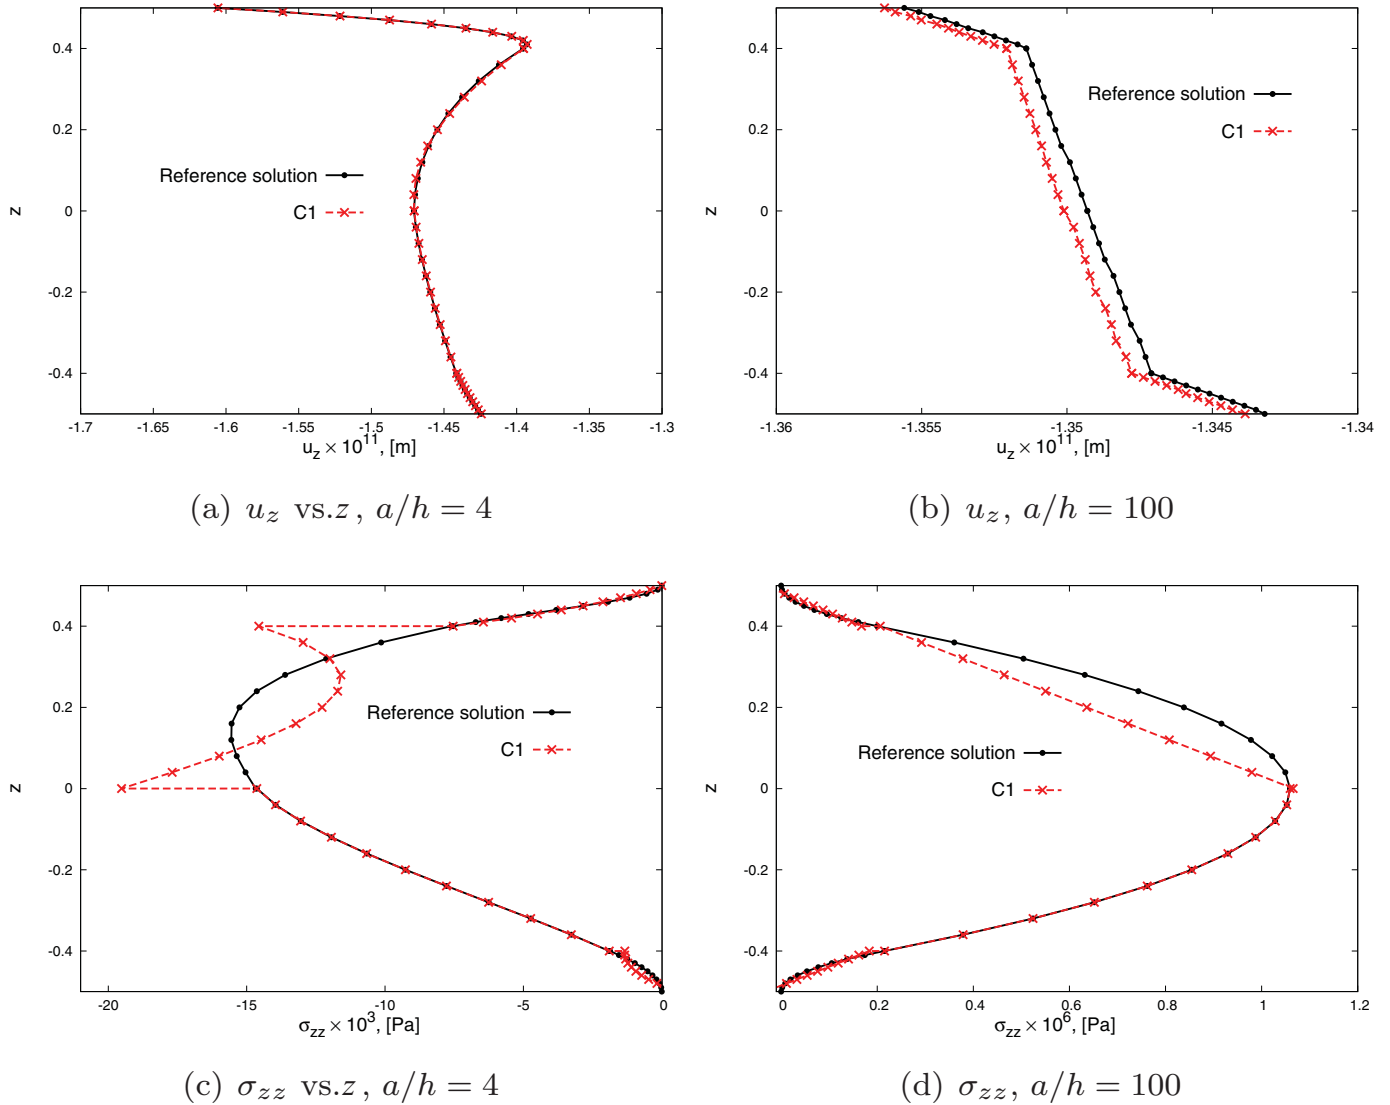 0.4
0.2
0
-0.2
-0.4
z
Reference solution
C1
-1.7 -1.65 -1.6 -1.55 -1.5 -1.45 -1.4 -1.35 -1.3
u_z × 10^11, [m]
(a) u_z vs.z, a/h = 4
0.4
0.2
0
-0.2
-0.4
z
Reference solution
C1
-1.36 -1.355 -1.35 -1.345 -1.34
u_z × 10^11, [m]
(b) u_z, a/h = 100
0.4
0.2
0
-0.2
-0.4
z
Reference solution
C1
-20 -15 -10 -5 0
σ_zz × 10^3, [Pa]
(c) σ_zz vs.z, a/h = 4
0.4
0.2
0
-0.2
-0.4
z
Reference solution
C1
0 0.2 0.4 0.6 0.8 1 1.2
σ_zz × 10^6, [Pa]
(d) σ_zz, a/h = 100